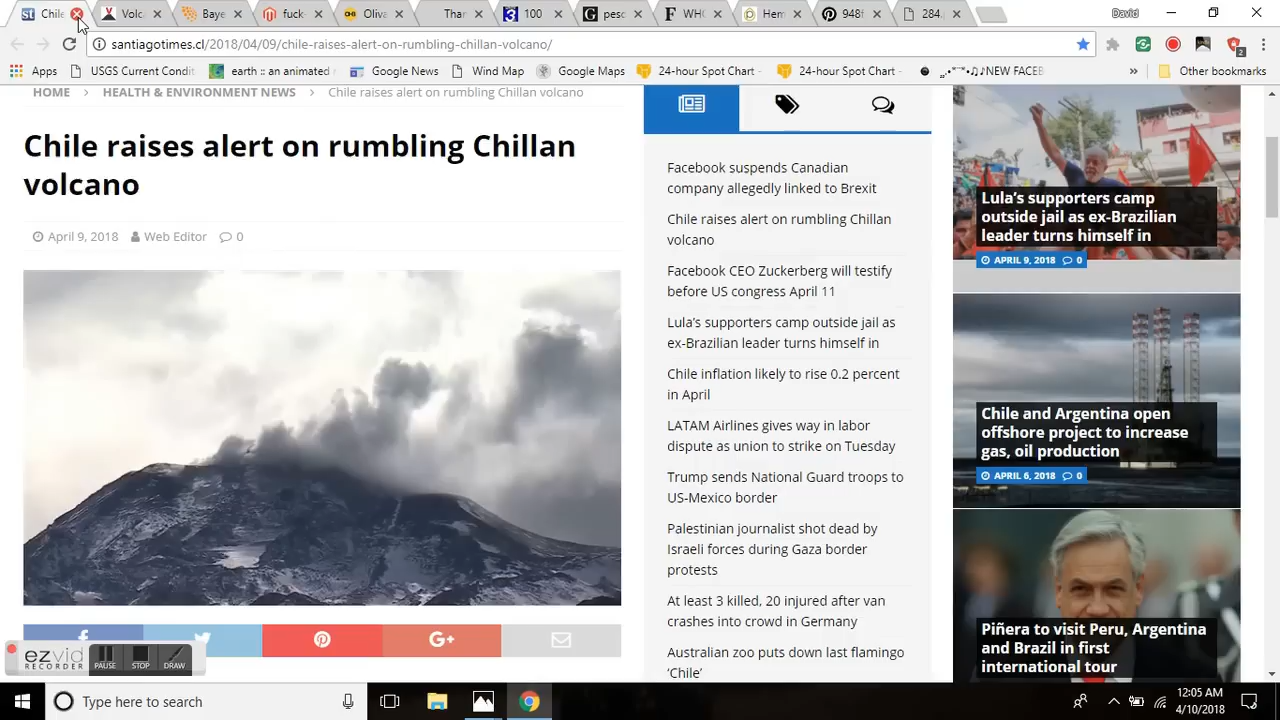 Chile
Volc
Baye
fuck-
Oliva
Thar
100
pesc
WHC
Hem
948f
284.
David
santiagotimes.cl/2018/04/09/chile-raises-alert-on-rumbling-chillan-volcano/
Apps
USGS Current Condit
earth :: an animated
Google News
Wind Map
Google Maps
24-hour Spot Chart -
24-hour Spot Chart -
NEW FACEB
»
Other bookmarks
HOME > HEALTH & ENVIRONMENT NEWS > Chile raises alert on rumbling Chillan volcano
Chile raises alert on rumbling Chillan
volcano
April 9, 2018 Web Editor 0
ezvid
RECORDER
PAUSE
STOP
DRAW
Facebook suspends Canadian
company allegedly linked to Brexit
Chile raises alert on rumbling Chillan
volcano
Facebook CEO Zuckerberg will testify
before US congress April 11
Lula's supporters camp outside jail as
ex-Brazilian leader turns himself in
Chile inflation likely to rise 0.2 percent
in April
LATAM Airlines gives way in labor
dispute as union to strike on Tuesday
Trump sends National Guard troops to
US-Mexico border
Palestinian journalist shot dead by
Israeli forces during Gaza border
protests
At least 3 killed, 20 injured after van
crashes into crowd in Germany
Australian zoo puts down last flamingo
'Chile'
Lula's supporters camp
outside jail as ex-Brazilian
leader turns himself in
APRIL 9, 2018 0
Chile and Argentina open
offshore project to increase
gas, oil production
APRIL 6, 2018 0
Piñera to visit Peru, Argentina
and Brazil in first
international tour
Type here to search
12:05 AM
4/10/2018